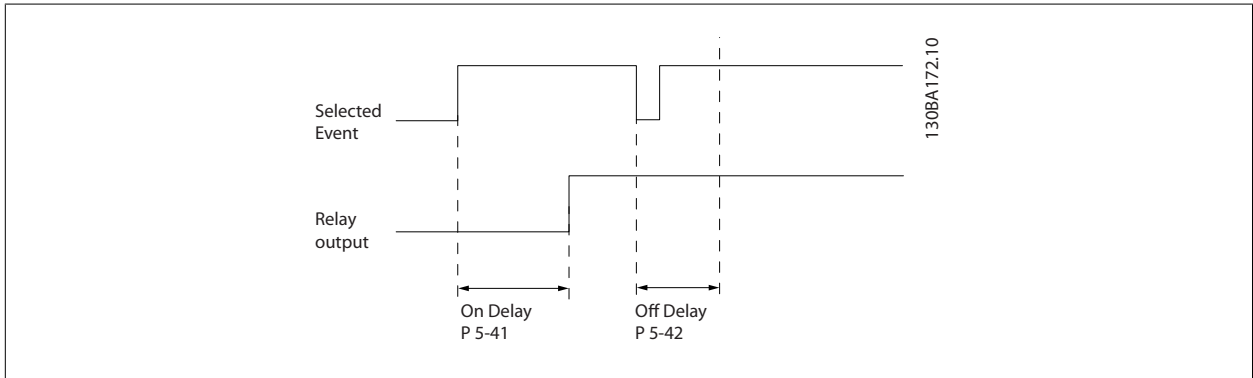 130BA172.10
Selected
Event
Relay
output
On Delay
P 5-41
Off Delay
P 5-42